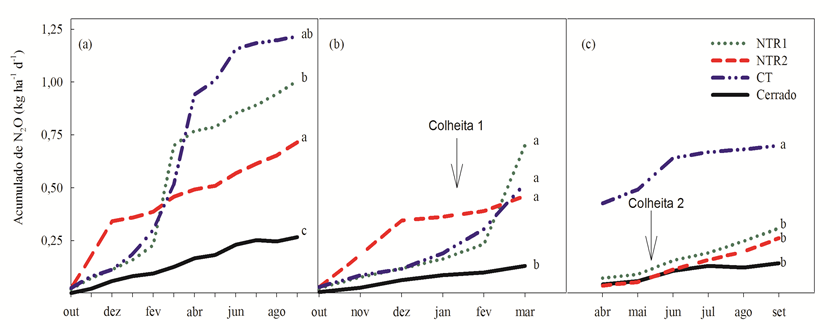 1,25
1,00
0,75
0,50
0,25
Acumulado de N₂O (kg ha⁻¹ d⁻¹)
(a)
ab
b
a
c
out dez fev abr jun ago
(b)
Colheita 1
a
a
a
b
out nov dez jan fev mar
(c)
NTR1
NTR2
CT
Cerrado
a
Colheita 2
b
b
b
abr mai jun jul ago set